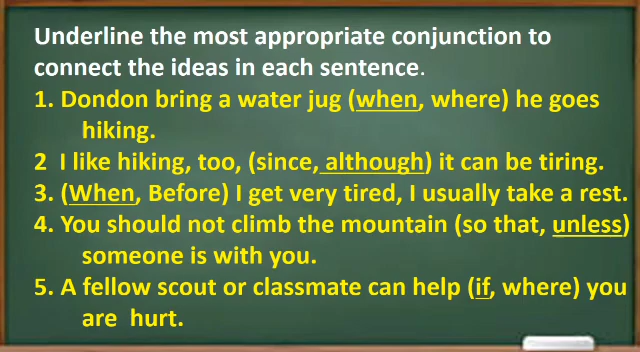 Underline the most appropriate conjunction to
connect the ideas in each sentence.
1. Dondon bring a water jug (when, where) he goes
hiking.
2 I like hiking, too, (since, although) it can be tiring.
3. (When, Before) I get very tired, I usually take a rest.
4. You should not climb the mountain (so that, unless)
someone is with you.
5. A fellow scout or classmate can help (if, where) you
are hurt.